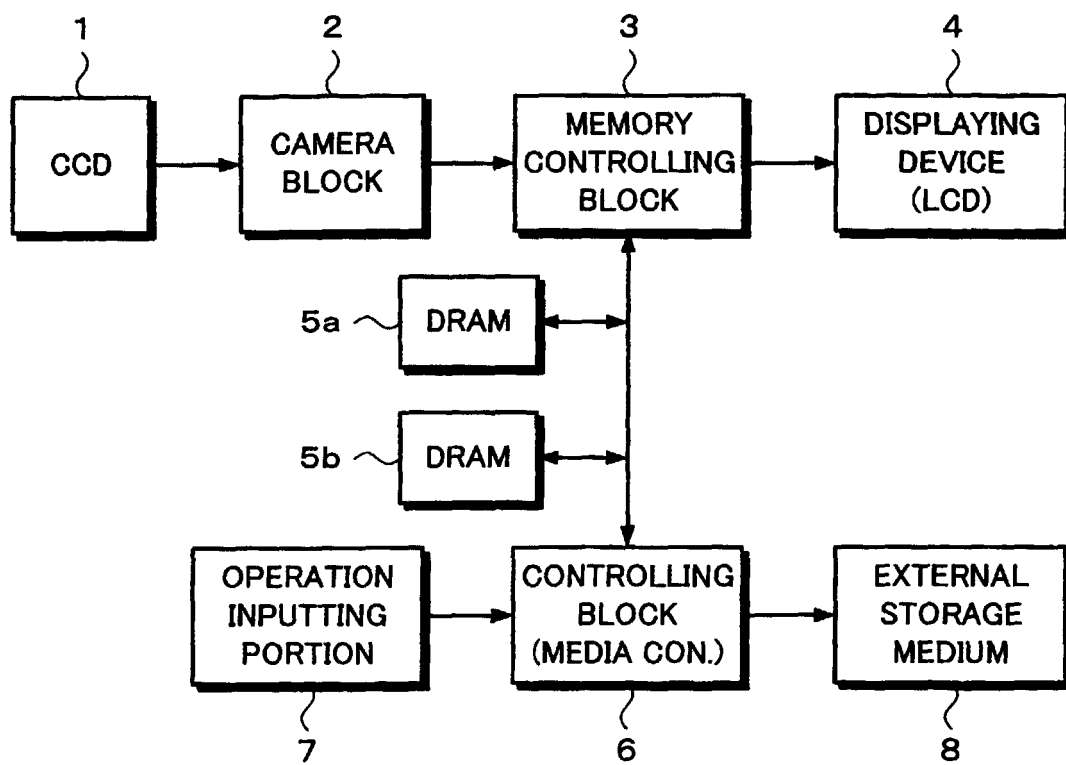 1
2
3
4
CCD
CAMERA
BLOCK
MEMORY
CONTROLLING
BLOCK
DISPLAYING
DEVICE
(LCD)
5a
DRAM
5b
DRAM
OPERATION
INPUTTING
PORTION
CONTROLLING
BLOCK
(MEDIA CON.)
EXTERNAL
STORAGE
MEDIUM
7
6
8